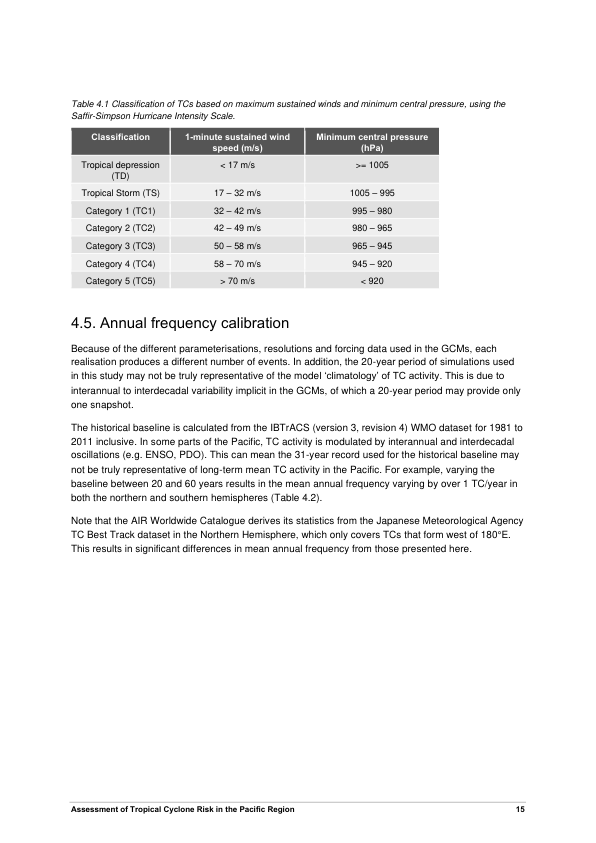 Table 4.1 Classification of TCs based on maximum sustained winds and minimum central pressure, using the
Saffir-Simpson Hurricane Intensity Scale.
Classification 1-minute sustained wind Minimum central pressure
speed (m/s) (hPa)
Tropical depression < 17 m/s >= 1005
(TD)
Tropical Storm (TS) 17 – 32 m/s 1005 – 995
Category 1 (TC1) 32 – 42 m/s 995 – 980
Category 2 (TC2) 42 – 49 m/s 980 – 965
Category 3 (TC3) 50 – 58 m/s 965 – 945
Category 4 (TC4) 58 – 70 m/s 945 – 920
Category 5 (TC5) > 70 m/s < 920
4.5. Annual frequency calibration
Because of the different parameterisations, resolutions and forcing data used in the GCMs, each
realisation produces a different number of events. In addition, the 20-year period of simulations used
in this study may not be truly representative of the model ‘climatology’ of TC activity. This is due to
interannual to interdecadal variability implicit in the GCMs, of which a 20-year period may provide only
one snapshot.
The historical baseline is calculated from the IBTrACS (version 3, revision 4) WMO dataset for 1981 to
2011 inclusive. In some parts of the Pacific, TC activity is modulated by interannual and interdecadal
oscillations (e.g. ENSO, PDO). This can mean the 31-year record used for the historical baseline may
not be truly representative of long-term mean TC activity in the Pacific. For example, varying the
baseline between 20 and 60 years results in the mean annual frequency varying by over 1 TC/year in
both the northern and southern hemispheres (Table 4.2).
Note that the AIR Worldwide Catalogue derives its statistics from the Japanese Meteorological Agency
TC Best Track dataset in the Northern Hemisphere, which only covers TCs that form west of 180°E.
This results in significant differences in mean annual frequency from those presented here.
Assessment of Tropical Cyclone Risk in the Pacific Region 15